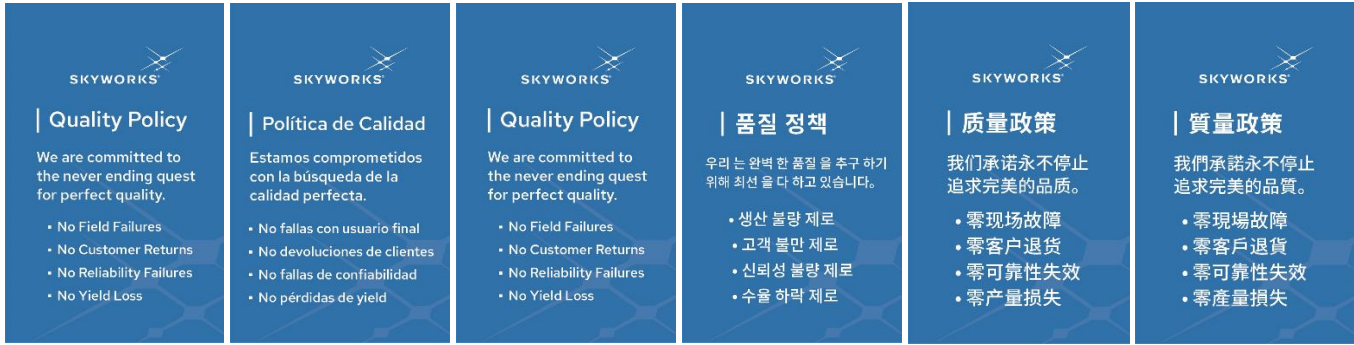 SKYWORKS®
Quality Policy
We are committed to
the never ending quest
for perfect quality.
▪ No Field Failures
▪ No Customer Returns
▪ No Reliability Failures
▪ No Yield Loss
SKYWORKS®
Política de Calidad
Estamos comprometidos
con la búsqueda de la
calidad perfecta.
▪ No fallas con usuario final
▪ No devoluciones de clientes
▪ No fallas de confiabilidad
▪ No pérdidas de yield
SKYWORKS®
Quality Policy
We are committed to
the never ending quest
for perfect quality.
▪ No Field Failures
▪ No Customer Returns
▪ No Reliability Failures
▪ No Yield Loss
SKYWORKS®
품질 정책
우리 는 완벽 한 품질 을 추구 하기
위해 최선 을 다 하고 있습니다。
• 생산 불량 제로
• 고객 불만 제로
• 신뢰성 불량 제로
• 수율 하락 제로
SKYWORKS®
质量政策
我们承诺永不停止
追求完美的品质。
• 零现场故障
• 零客户退货
• 零可靠性失效
• 零产量损失
SKYWORKS®
質量政策
我們承諾永不停止
追求完美的品質。
• 零現場故障
• 零客戶退貨
• 零可靠性失效
• 零產量損失